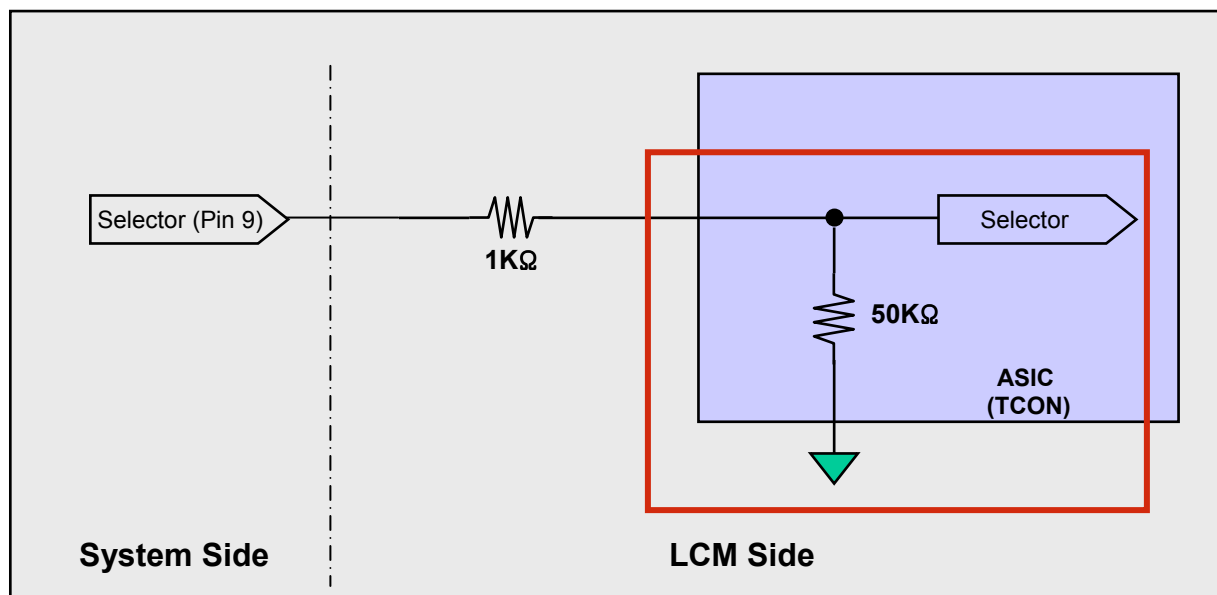 Selector (Pin 9)
1KΩ
Selector
50KΩ
ASIC
(TCON)
System Side
LCM Side